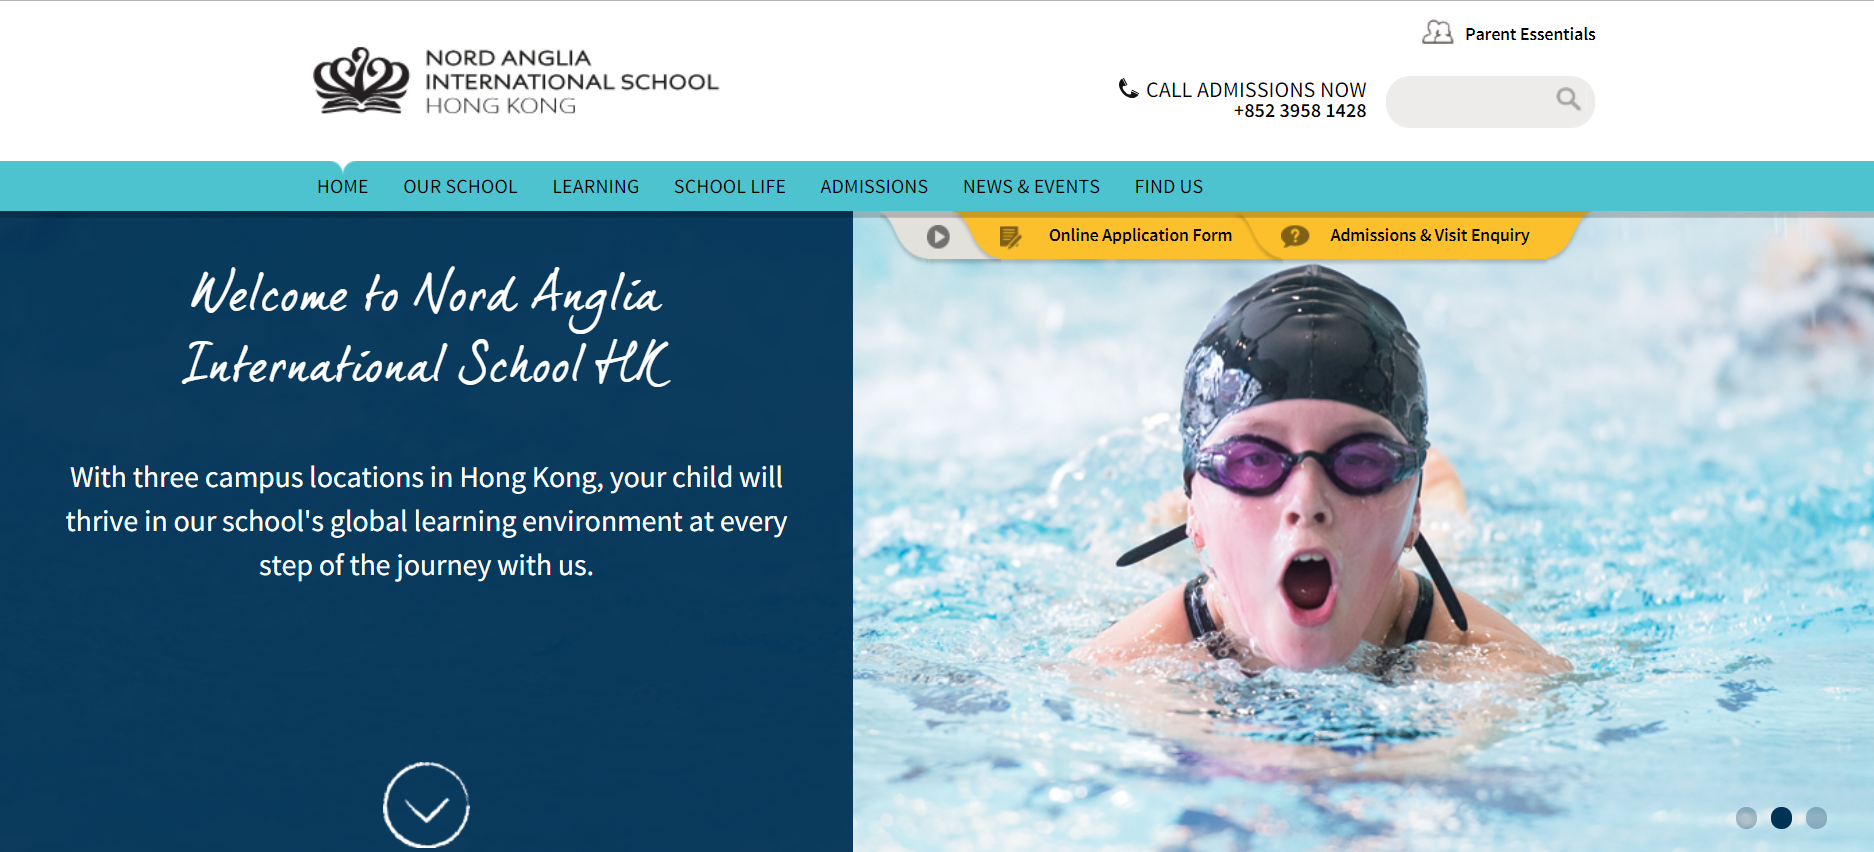 Parent Essentials
NORD ANGLIA
INTERNATIONAL SCHOOL
HONG KONG
CALL ADMISSIONS NOW
+852 3958 1428
HOME OUR SCHOOL LEARNING SCHOOL LIFE ADMISSIONS NEWS & EVENTS FIND US
Online Application Form Admissions & Visit Enquiry
Welcome to Nord Anglia
International School HK
With three campus locations in Hong Kong, your child will
thrive in our school's global learning environment at every
step of the journey with us.